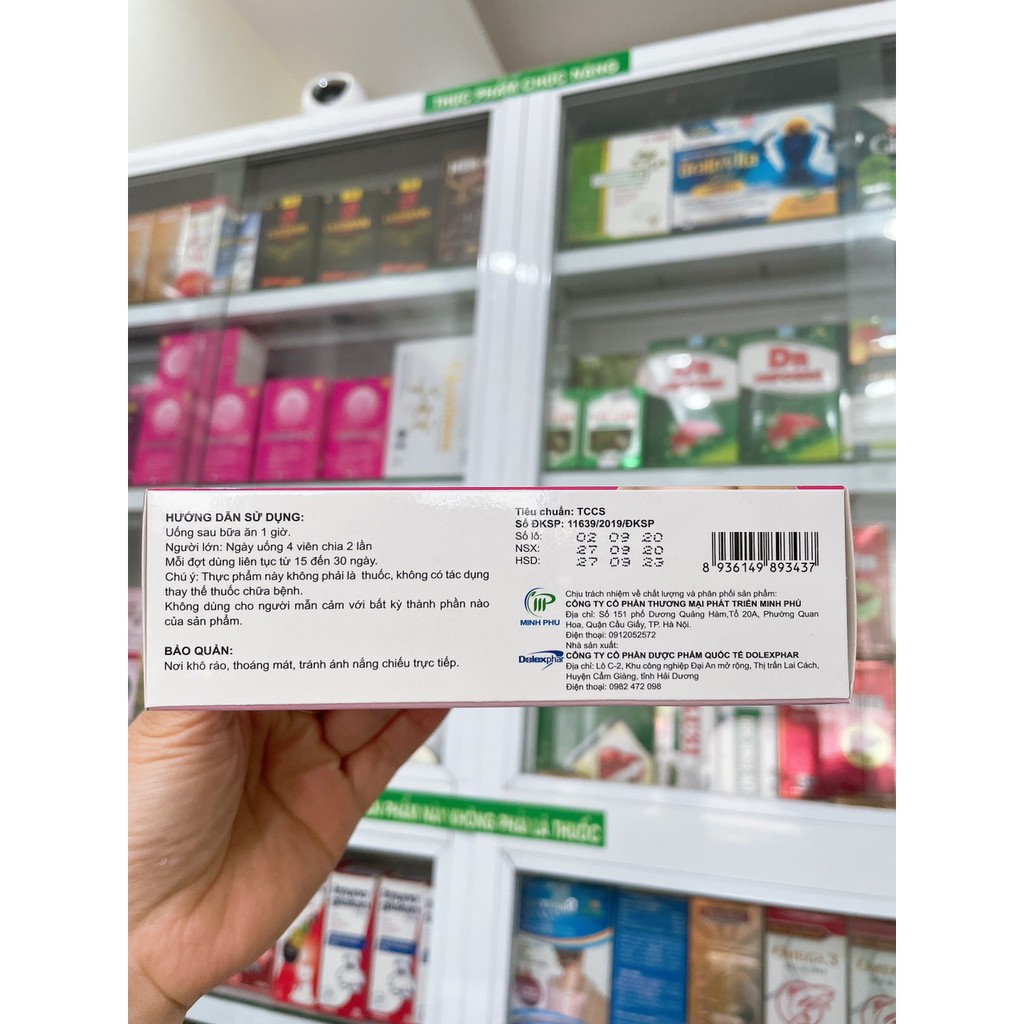 THỰC PHẨM CHỨC NĂNG
DR
HƯỚNG DẪN SỬ DỤNG:
Uống sau bữa ăn 1 giờ.
Người lớn: Ngày uống 4 viên chia 2 lần
Mỗi đợt dùng liên tục từ 15 đến 30 ngày.
Chú ý: Thực phẩm này không phải là thuốc, không có tác dụng
thay thế thuốc chữa bệnh.
Không dùng cho người mẫn cảm với bất kỳ thành phần nào
của sản phẩm.
BẢO QUẢN:
Nơi khô ráo, thoáng mát, tránh ánh nắng chiếu trực tiếp.
Tiêu chuẩn: TCCS
Số ĐKSP: 11639/2019/ĐKSP
Số lô: 02 09 20
NSX: 27 09 20
HSD: 27 09 23
8 936149 893437
MINH PHU
Chịu trách nhiệm về chất lượng và phân phối sản phẩm:
CÔNG TY CỔ PHẦN THƯƠNG MẠI PHÁT TRIỂN MINH PHÚ
Địa chỉ: Số 151 phố Dương Quảng Hàm,Tổ 20A, Phường Quan
Hoa, Quận Cầu Giấy, TP. Hà Nội.
Điện thoại: 0912052572
Nhà sản xuất:
Dolexphar
CÔNG TY CỔ PHẦN DƯỢC PHẨM QUỐC TẾ DOLEXPHAR
Địa chỉ: Lô C-2, Khu công nghiệp Đại An mở rộng, Thị trấn Lai Cách,
Huyện Cẩm Giàng, tỉnh Hải Dương
Điện thoại: 0982 472 098
PHẨM NÀY KHÔNG PHẢI LÀ THUỐC